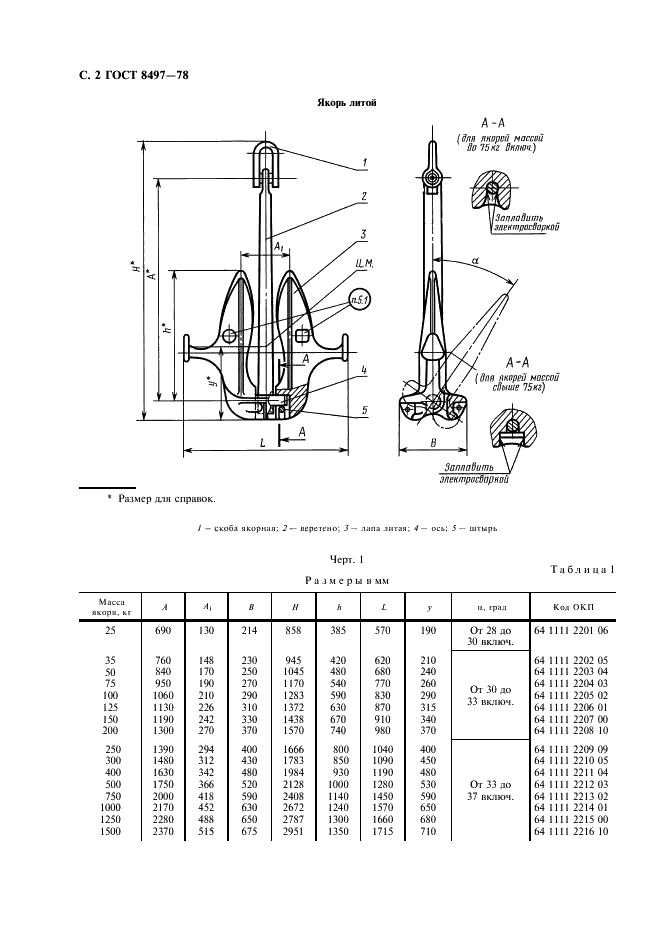 С. 2 ГОСТ 8497—78
Якорь литой
А – А
(для якорей массой
до 75 кг включ.)
Заплавить
электросваркой
1
2
3
Ц.М.
п.5.1
4
5
A₁
H*
A*
h*
y*
А
А
L
α
B
А – А
(для якорей массой
свыше 75кг)
Заплавить
электросваркой
* Размер для справок.
1 — скоба якорная; 2 — веретено; 3 — лапа литая; 4 — ось; 5 — штырь
Черт. 1
Таблица 1
Размеры в мм
Масса якоря, кг A A₁ B H h L y α, град Код ОКП
25 690 130 214 858 385 570 190 От 28 до 30 включ. 64 1111 2201 06
35 760 148 230 945 420 620 210 64 1111 2202 05
50 840 170 250 1045 480 680 240 64 1111 2203 04
75 950 190 270 1170 540 770 260 64 1111 2204 03
100 1060 210 290 1283 590 830 290 От 30 до 33 включ. 64 1111 2205 02
125 1130 226 310 1372 630 870 315 64 1111 2206 01
150 1190 242 330 1438 670 910 340 64 1111 2207 00
200 1300 270 370 1570 740 980 370 64 1111 2208 10
250 1390 294 400 1666 800 1040 400 64 1111 2209 09
300 1480 312 430 1783 850 1090 450 64 1111 2210 05
400 1630 342 480 1984 930 1190 480 64 1111 2211 04
500 1750 366 520 2128 1000 1280 530 От 33 до 37 включ. 64 1111 2212 03
750 2000 418 590 2408 1140 1450 590 64 1111 2213 02
1000 2170 452 630 2672 1240 1570 650 64 1111 2214 01
1250 2280 488 650 2787 1300 1660 680 64 1111 2215 00
1500 2370 515 675 2951 1350 1715 710 64 1111 2216 10